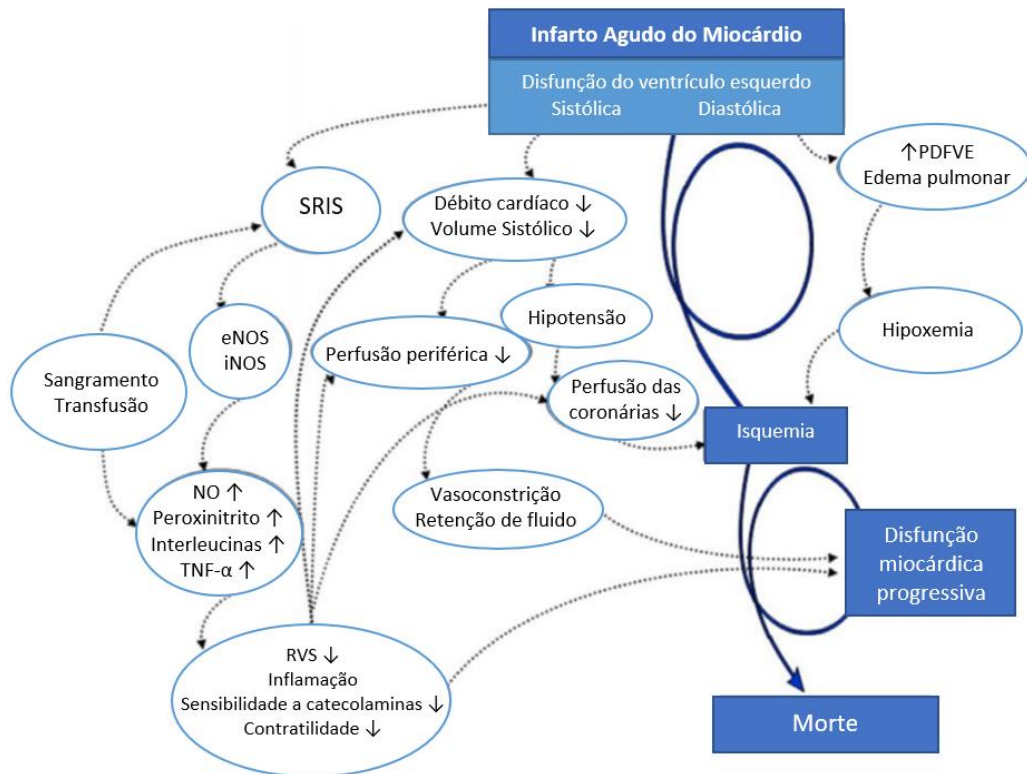 Infarto Agudo do Miocárdio
Disfunção do ventrículo esquerdo
Sistólica Diastólica
↑PDFVE
Edema pulmonar
SRIS
Débito cardíaco ↓
Volume Sistólico ↓
Hipotensão
Hipoxemia
eNOS
iNOS
Perfusão periférica ↓
Sangramento
Transfusão
Perfusão das
coronárias ↓
Isquemia
NO ↑
Peroxinitrito ↑
Interleucinas ↑
TNF-α ↑
Vasoconstrição
Retenção de fluido
Disfunção
miocárdica
progressiva
RVS ↓
Inflamação
Sensibilidade a catecolaminas ↓
Contratilidade ↓
Morte